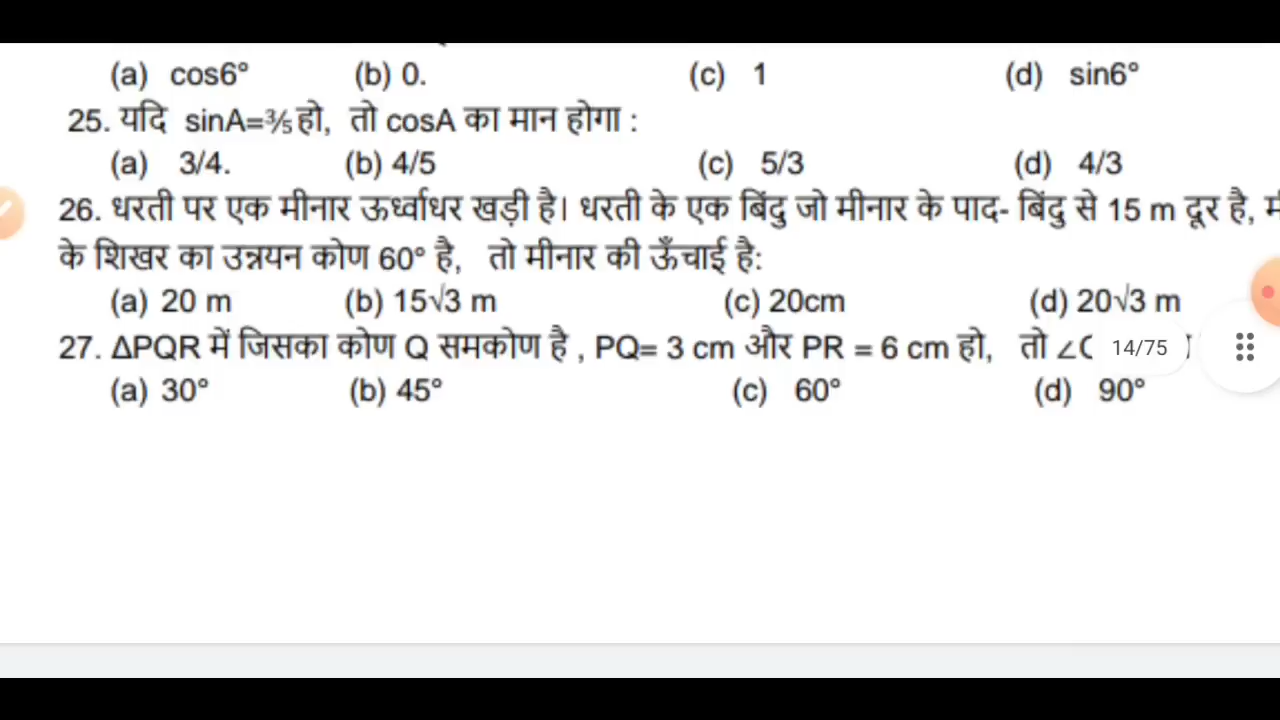 (a) cos6° (b) 0. (c) 1 (d) sin6°
25. यदि sinA=⅗ हो, तो cosA का मान होगा :
(a) 3/4. (b) 4/5 (c) 5/3 (d) 4/3
26. धरती पर एक मीनार ऊर्ध्वाधर खड़ी है। धरती के एक बिंदु जो मीनार के पाद- बिंदु से 15 m दूर है,
के शिखर का उन्नयन कोण 60° है, तो मीनार की ऊँचाई है:
(a) 20 m (b) 15√3 m (c) 20cm (d) 20√3 m
27. ΔPQR में जिसका कोण Q समकोण है , PQ= 3 cm और PR = 6 cm हो, तो 14/75
(a) 30° (b) 45° (c) 60° (d) 90°